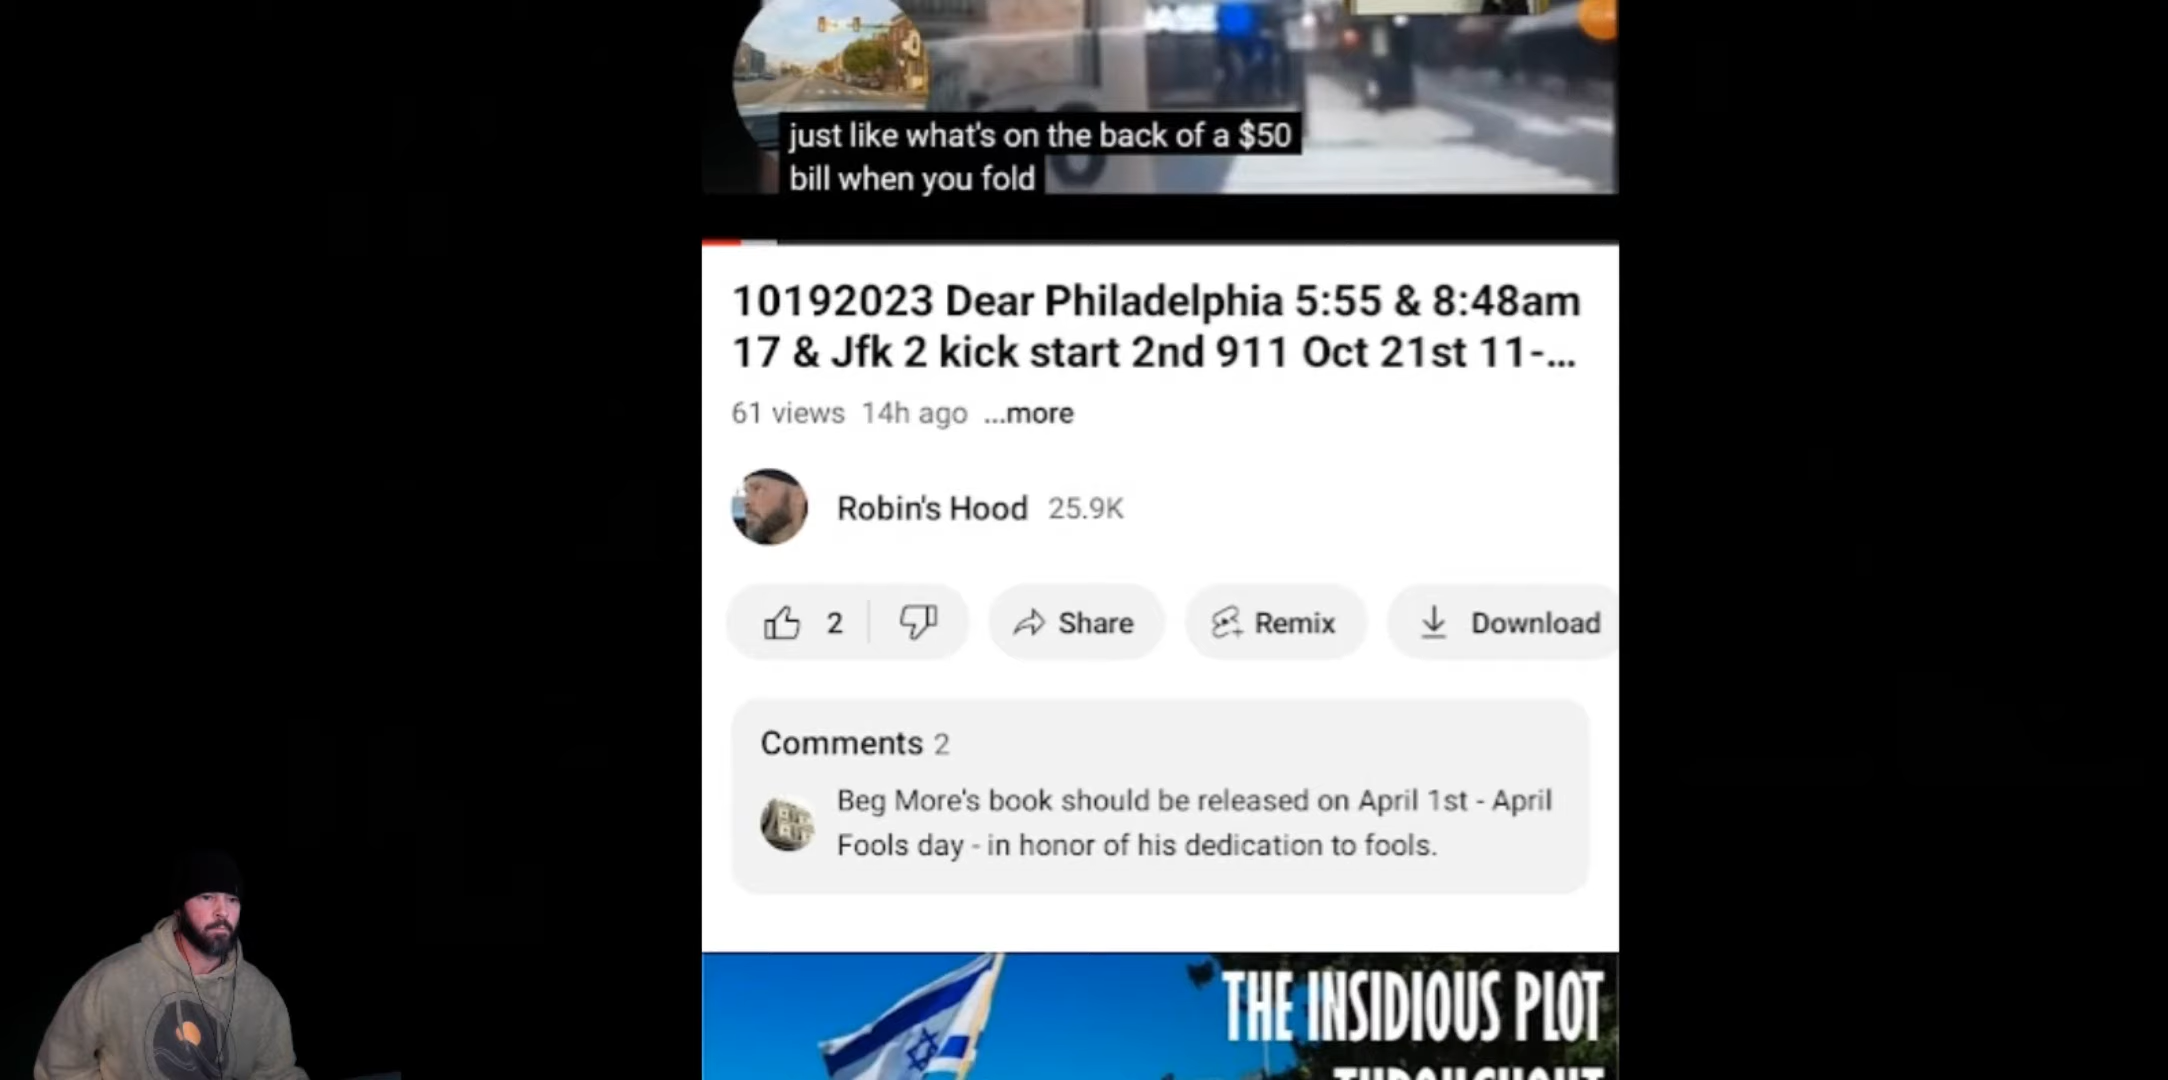 just like what's on the back of a $50
bill when you fold
10192023 Dear Philadelphia 5:55 & 8:48am
17 & Jfk 2 kick start 2nd 911 Oct 21st 11-...
61 views 14h ago ...more
Robin's Hood 25.9K
2 Share Remix Download
Comments 2
Beg More's book should be released on April 1st - April
Fools day - in honor of his dedication to fools.
THE INSIDIOUS PLOT
THROUGHOUT